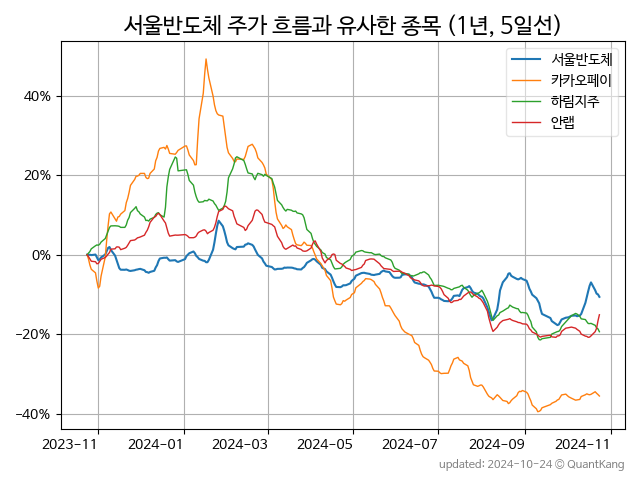 서울반도체 주가 흐름과 유사한 종목 (1년, 5일선)
서울반도체
카카오페이
하림지주
안랩
40%
20%
0%
−20%
−40%
2023−11
2024−01
2024−03
2024−05
2024−07
2024−09
2024−11
updated: 2024-10-24 © QuantKang